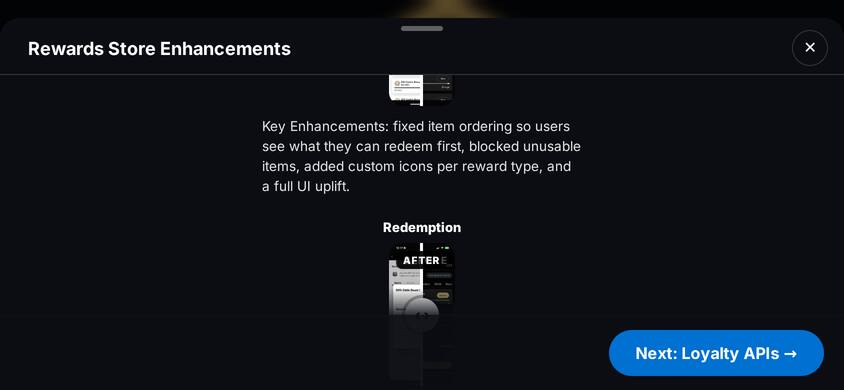 Rewards Store Enhancements
Key Enhancements: fixed item ordering so users
see what they can redeem first, blocked unusable
items, added custom icons per reward type, and
a full UI uplift.
Redemption
AFTER
Next: Loyalty APIs →